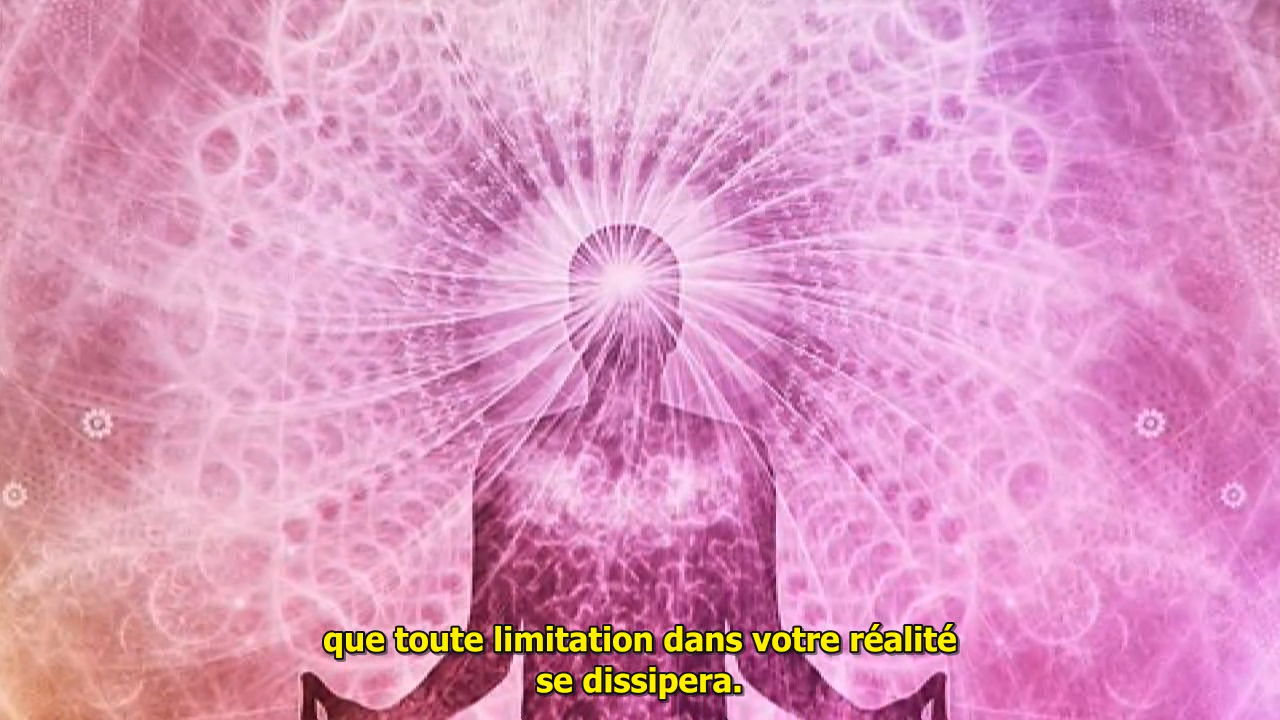 que toute limitation dans votre réalité
se dissipera.